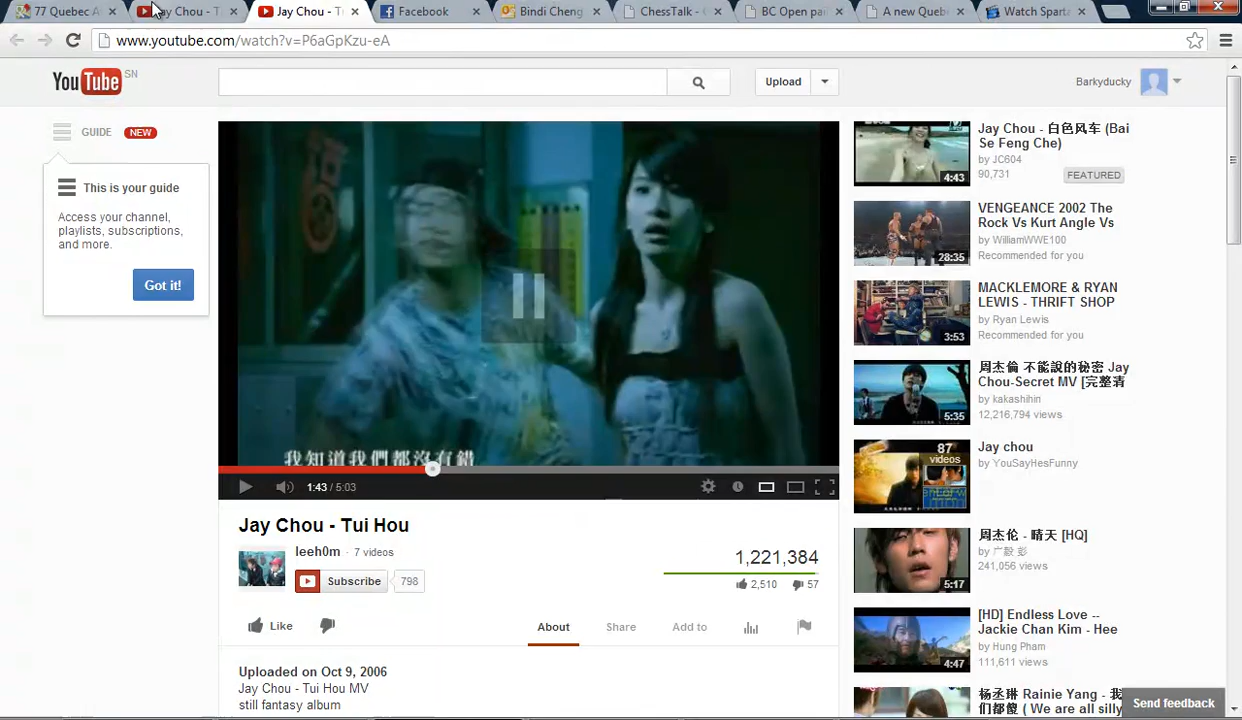 77 Quebec A
ay Chou - T
Jay Chou - T
Facebook
Bindi Cheng
ChessTalk -
BC Open pa
A new Queb
Watch Spart
www.youtube.com/watch?v=P6aGpKzu-eA
YouTube SN
Upload
Barkyducky
GUIDE NEW
This is your guide
Access your channel,
playlists, subscriptions,
and more.
Got it!
我知道我們都沒有錯
1:43 / 5:03
Jay Chou - Tui Hou
leeh0m · 7 videos
Subscribe 798
1,221,384
2,510 57
Like
About Share Add to
Uploaded on Oct 9, 2006
Jay Chou - Tui Hou MV
still fantasy album
4:43
Jay Chou - 白色风车 (Bai
Se Feng Che)
by JC604
90,731 FEATURED
28:35
VENGEANCE 2002 The
Rock Vs Kurt Angle Vs
by WilliamWWE100
Recommended for you
3:53
MACKLEMORE & RYAN
LEWIS - THRIFT SHOP
by Ryan Lewis
Recommended for you
5:35
周杰倫 不能說的秘密 Jay
Chou-Secret MV [完整清
by kakashihin
12,216,794 views
87
videos
Jay chou
by YouSayHesFunny
5:17
周杰伦 - 晴天 [HQ]
by 广毅 彭
241,056 views
4:47
[HD] Endless Love --
Jackie Chan Kim - Hee
by Hung Pham
111,611 views
杨丞琳 Rainie Yang - 我
们都傻 ( We are all silly
Send feedback